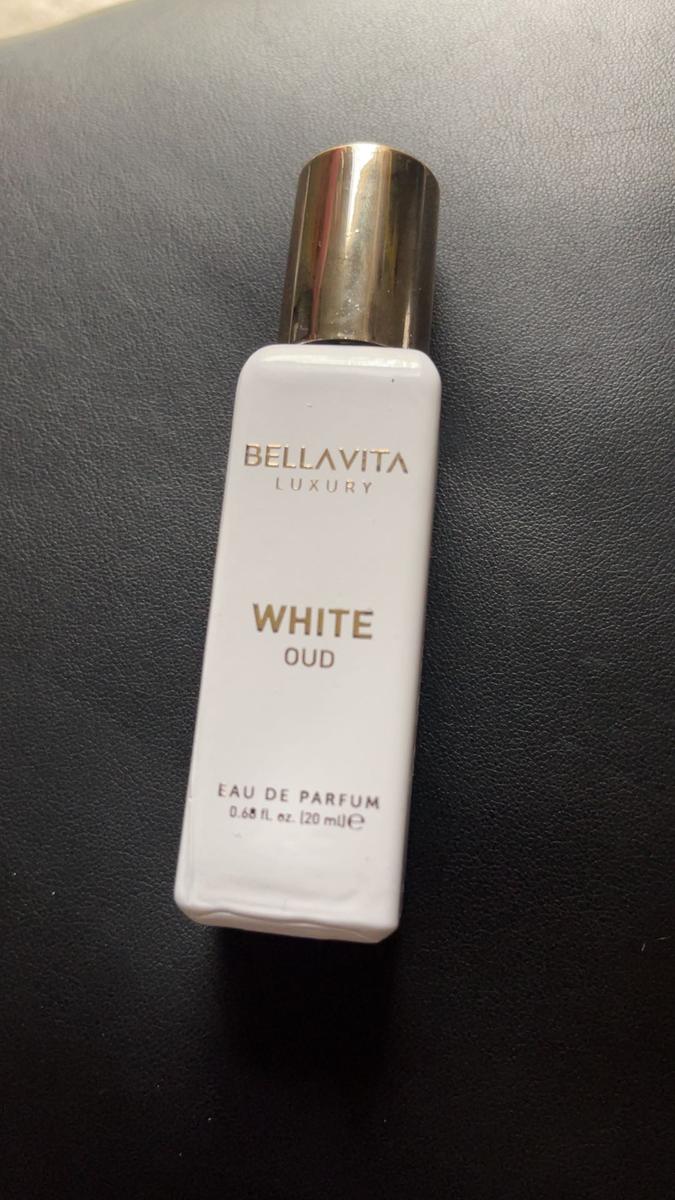 BELLAVITA
LUXURY
WHITE
OUD
EAU DE PARFUM
0.68 fl. oz. (20 ml) ℮